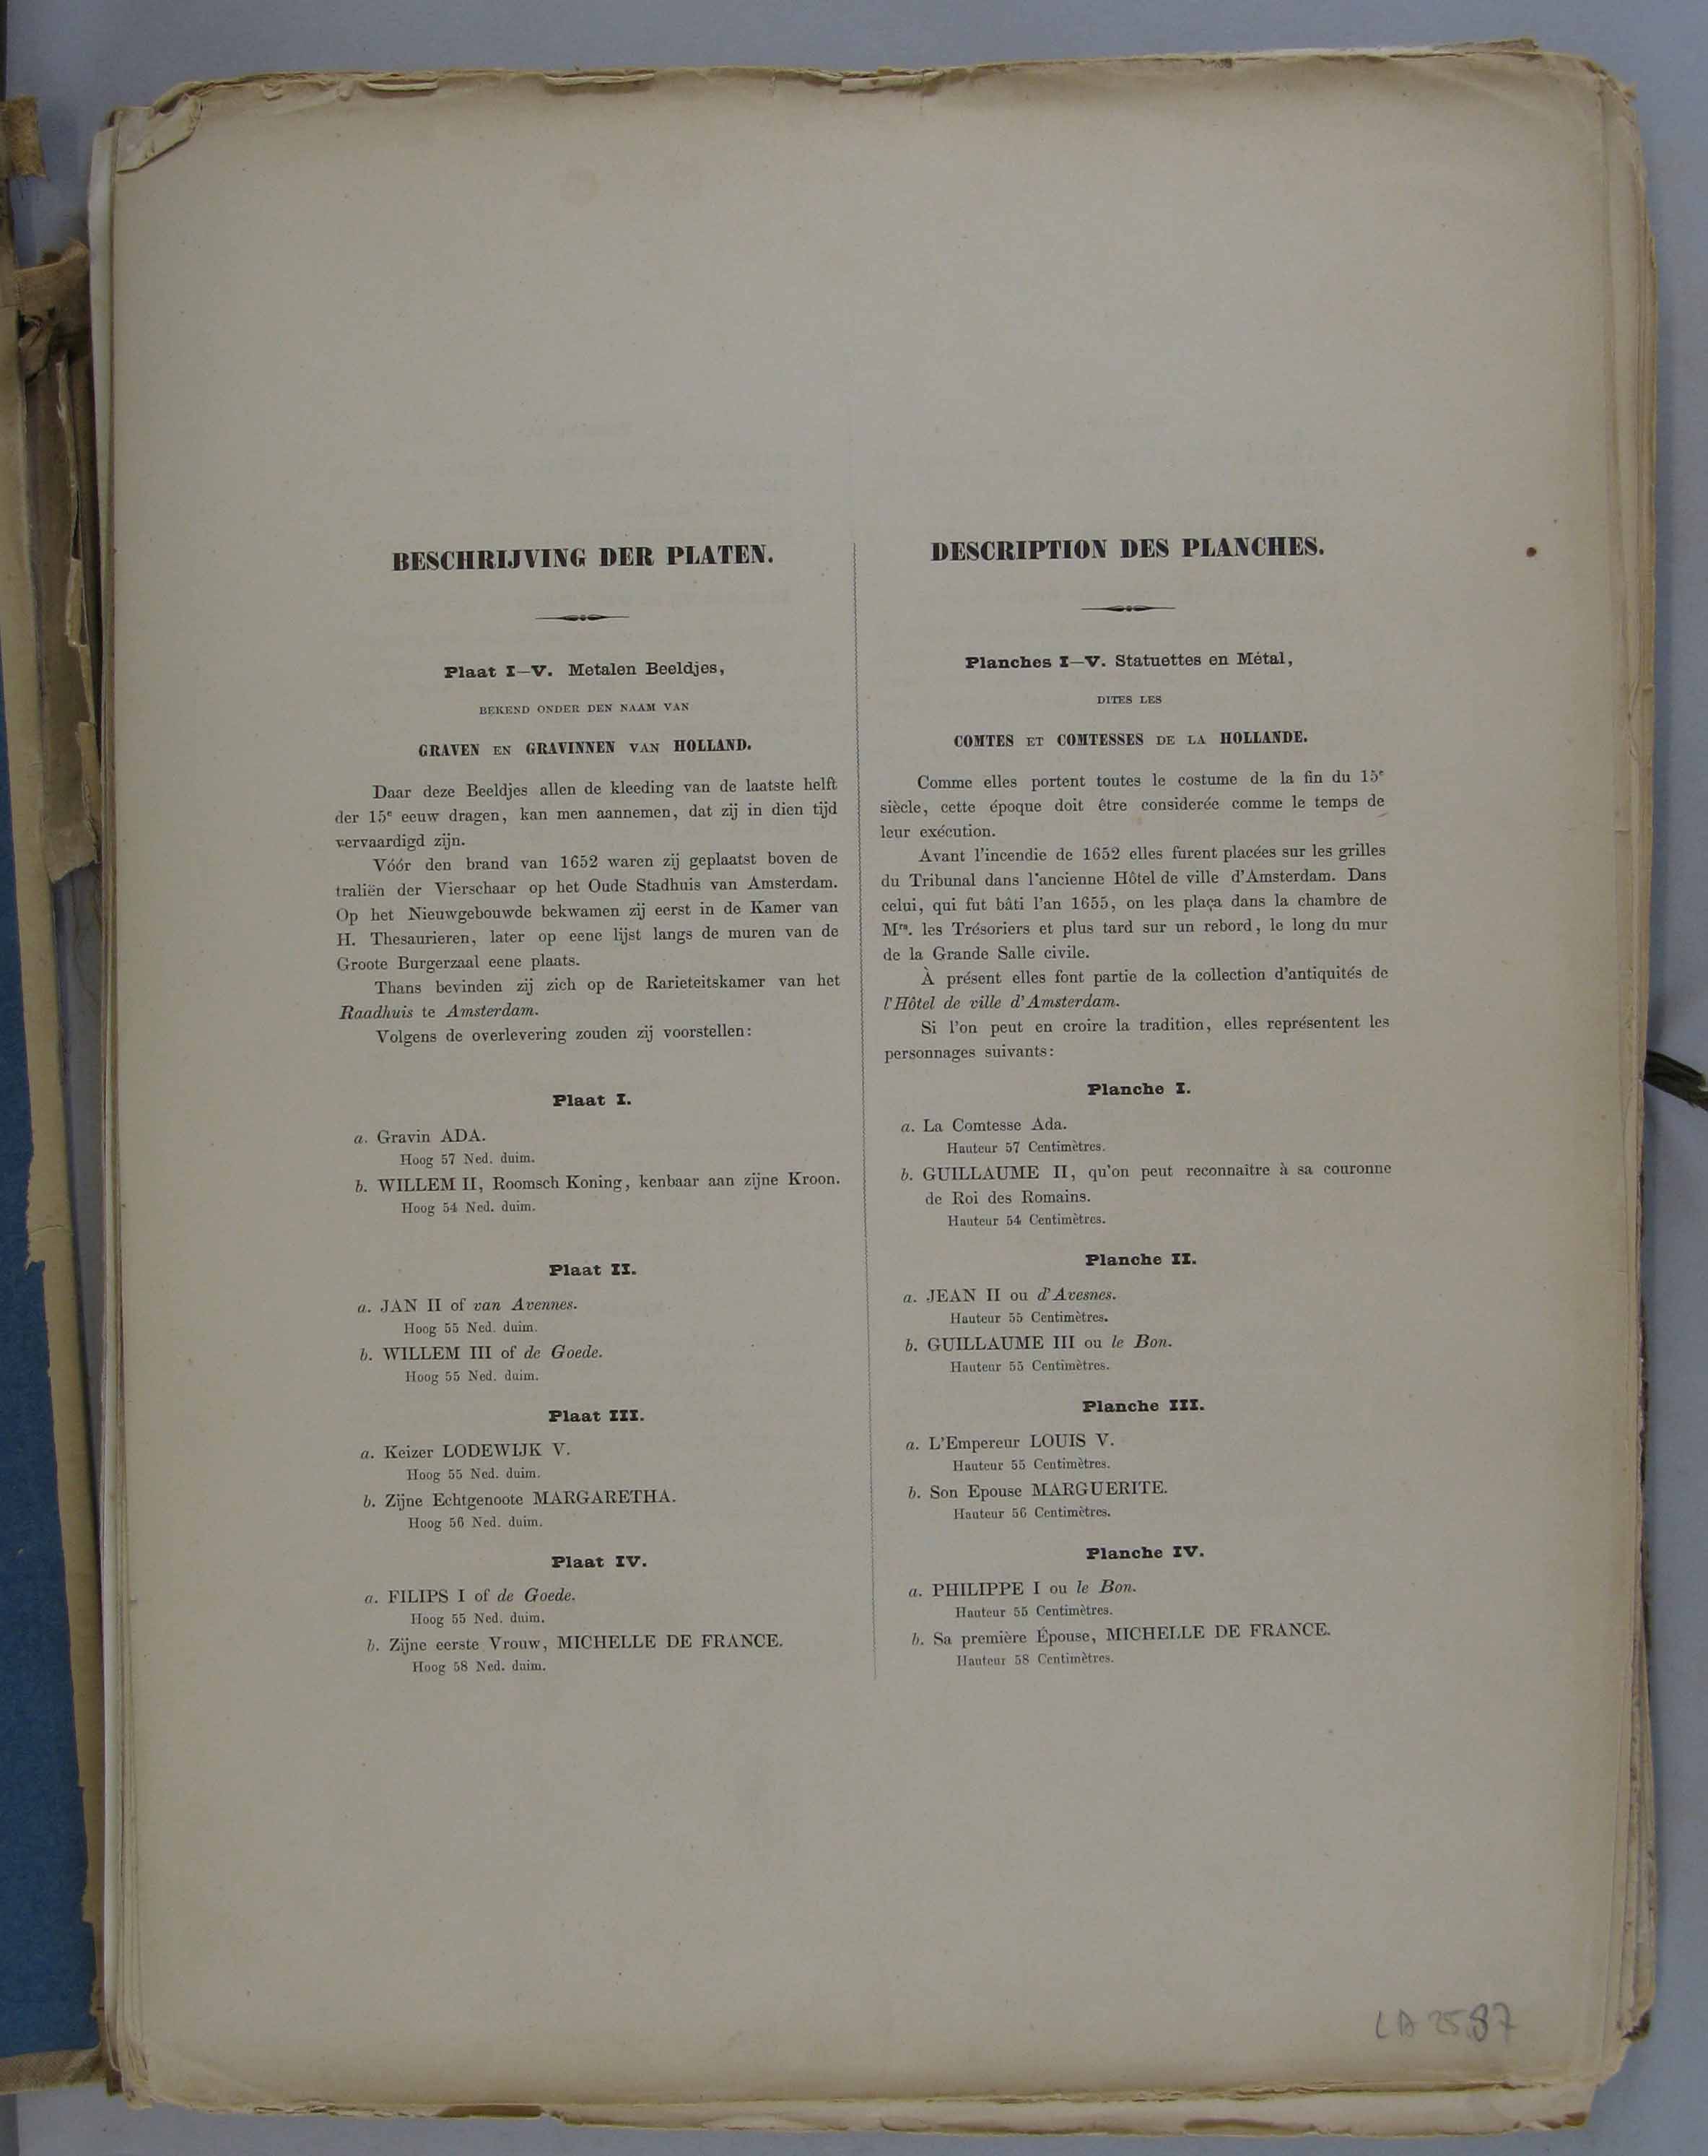 BESCHRIJVING DER PLATEN.
Plaat I—V. Metalen Beeldjes,
BEKEND ONDER DEN NAAM VAN
GRAVEN EN GRAVINNEN VAN HOLLAND.
Daar deze Beeldjes allen de kleeding van de laatste helft
der 15e eeuw dragen, kan men aannemen, dat zij in dien tijd
vervaardigd zijn.
Vóór den brand van 1652 waren zij geplaatst boven de
traliën der Vierschaar op het Oude Stadhuis van Amsterdam.
Op het Nieuwgebouwde bekwamen zij eerst in de Kamer van
H. Thesaurieren, later op eene lijst langs de muren van de
Groote Burgerzaal eene plaats.
Thans bevinden zij zich op de Rarieteitskamer van het
Raadhuis te Amsterdam.
Volgens de overlevering zouden zij voorstellen:
Plaat I.
a. Gravin ADA.
Hoog 57 Ned. duim.
b. WILLEM II, Roomsch Koning, kenbaar aan zijne Kroon.
Hoog 54 Ned. duim.
Plaat II.
a. JAN II of van Avennes.
Hoog 55 Ned. duim.
b. WILLEM III of de Goede.
Hoog 55 Ned. duim.
Plaat III.
a. Keizer LODEWIJK V.
Hoog 55 Ned. duim.
b. Zijne Echtgenoote MARGARETHA.
Hoog 56 Ned. duim.
Plaat IV.
a. FILIPS I of de Goede.
Hoog 55 Ned. duim.
b. Zijne eerste Vrouw, MICHELLE DE FRANCE.
Hoog 58 Ned. duim.
DESCRIPTION DES PLANCHES.
Planches I—V. Statuettes en Métal,
DITES LES
COMTES ET COMTESSES DE LA HOLLANDE.
Comme elles portent toutes le costume de la fin du 15e
siècle, cette époque doit être considerée comme le temps de
leur exécution.
Avant l'incendie de 1652 elles furent placées sur les grilles
du Tribunal dans l'ancienne Hôtel de ville d'Amsterdam. Dans
celui, qui fut bâti l'an 1655, on les plaça dans la chambre de
Mrs. les Trésoriers et plus tard sur un rebord, le long du mur
de la Grande Salle civile.
À présent elles font partie de la collection d'antiquités de
l'Hôtel de ville d'Amsterdam.
Si l'on peut en croire la tradition, elles représentent les
personnages suivants:
Planche I.
a. La Comtesse Ada.
Hauteur 57 Centimètres.
b. GUILLAUME II, qu'on peut reconnaître à sa couronne
de Roi des Romains.
Hauteur 54 Centimètres.
Planche II.
a. JEAN II ou d'Avesnes.
Hauteur 55 Centimètres.
b. GUILLAUME III ou le Bon.
Hauteur 55 Centimètres.
Planche III.
a. L'Empereur LOUIS V.
Hauteur 55 Centimètres.
b. Son Epouse MARGUERITE.
Hauteur 56 Centimètres.
Planche IV.
a. PHILIPPE I ou le Bon.
Hauteur 55 Centimètres.
b. Sa première Épouse, MICHELLE DE FRANCE.
Hauteur 58 Centimètres.